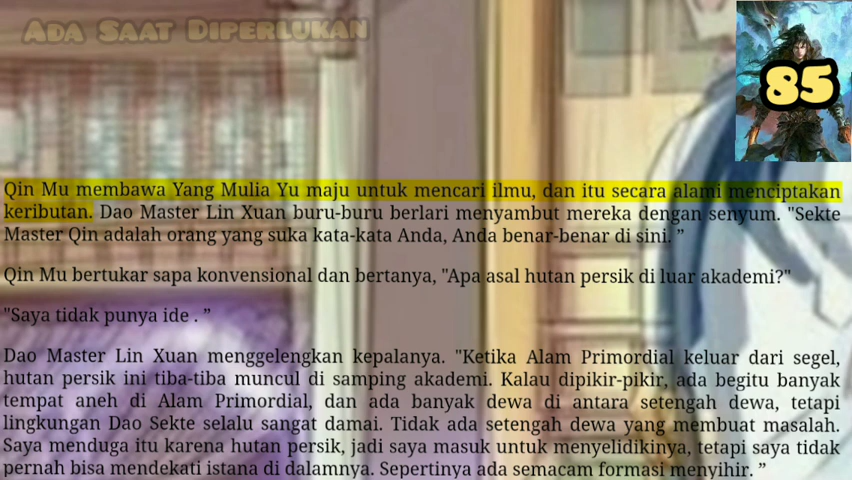 Ada Saat Diperlukan
85
Qin Mu membawa Yang Mulia Yu maju untuk mencari ilmu, dan itu secara alami menciptakan
keributan. Dao Master Lin Xuan buru-buru berlari menyambut mereka dengan senyum. "Sekte
Master Qin adalah orang yang suka kata-kata Anda, Anda benar-benar di sini. ”
Qin Mu bertukar sapa konvensional dan bertanya, "Apa asal hutan persik di luar akademi?"
"Saya tidak punya ide . ”
Dao Master Lin Xuan menggelengkan kepalanya. "Ketika Alam Primordial keluar dari segel,
hutan persik ini tiba-tiba muncul di samping akademi. Kalau dipikir-pikir, ada begitu banyak
tempat aneh di Alam Primordial, dan ada banyak dewa di antara setengah dewa, tetapi
lingkungan Dao Sekte selalu sangat damai. Tidak ada setengah dewa yang membuat masalah.
Saya menduga itu karena hutan persik, jadi saya masuk untuk menyelidikinya, tetapi saya tidak
pernah bisa mendekati istana di dalamnya. Sepertinya ada semacam formasi menyihir. ”